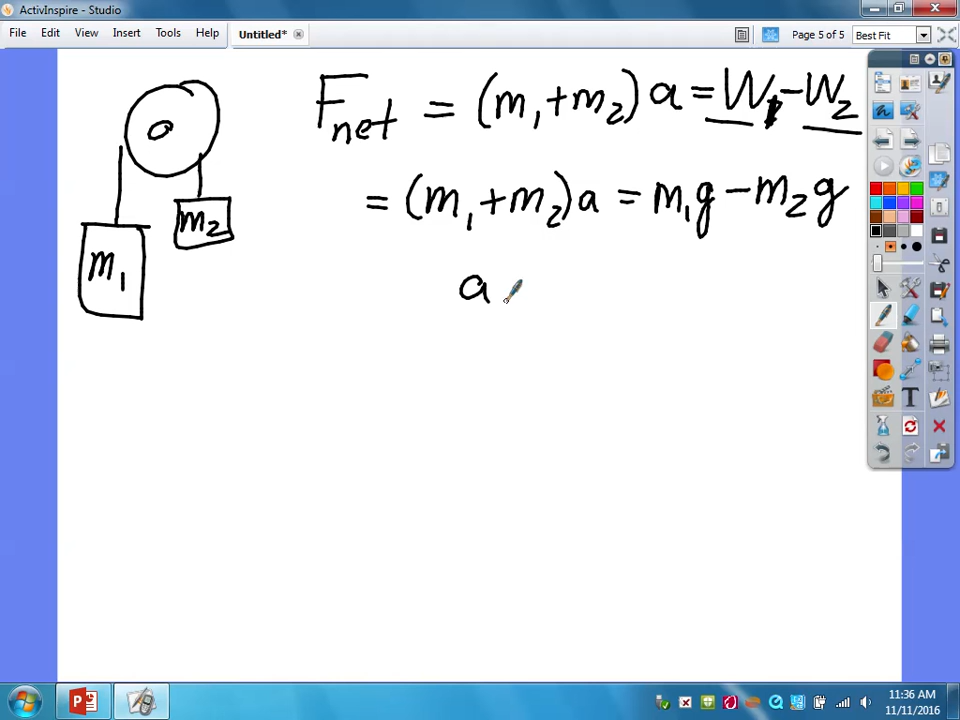 ActivInspire - Studio
File Edit View Insert Tools Help Untitled* Page 5 of 5 Best Fit
F_net = (m₁+m₂) a = W₁-W₂
= (m₁+m₂)a = m₁g - m₂g
m₂
m₁
a
T
11:36 AM
11/11/2016